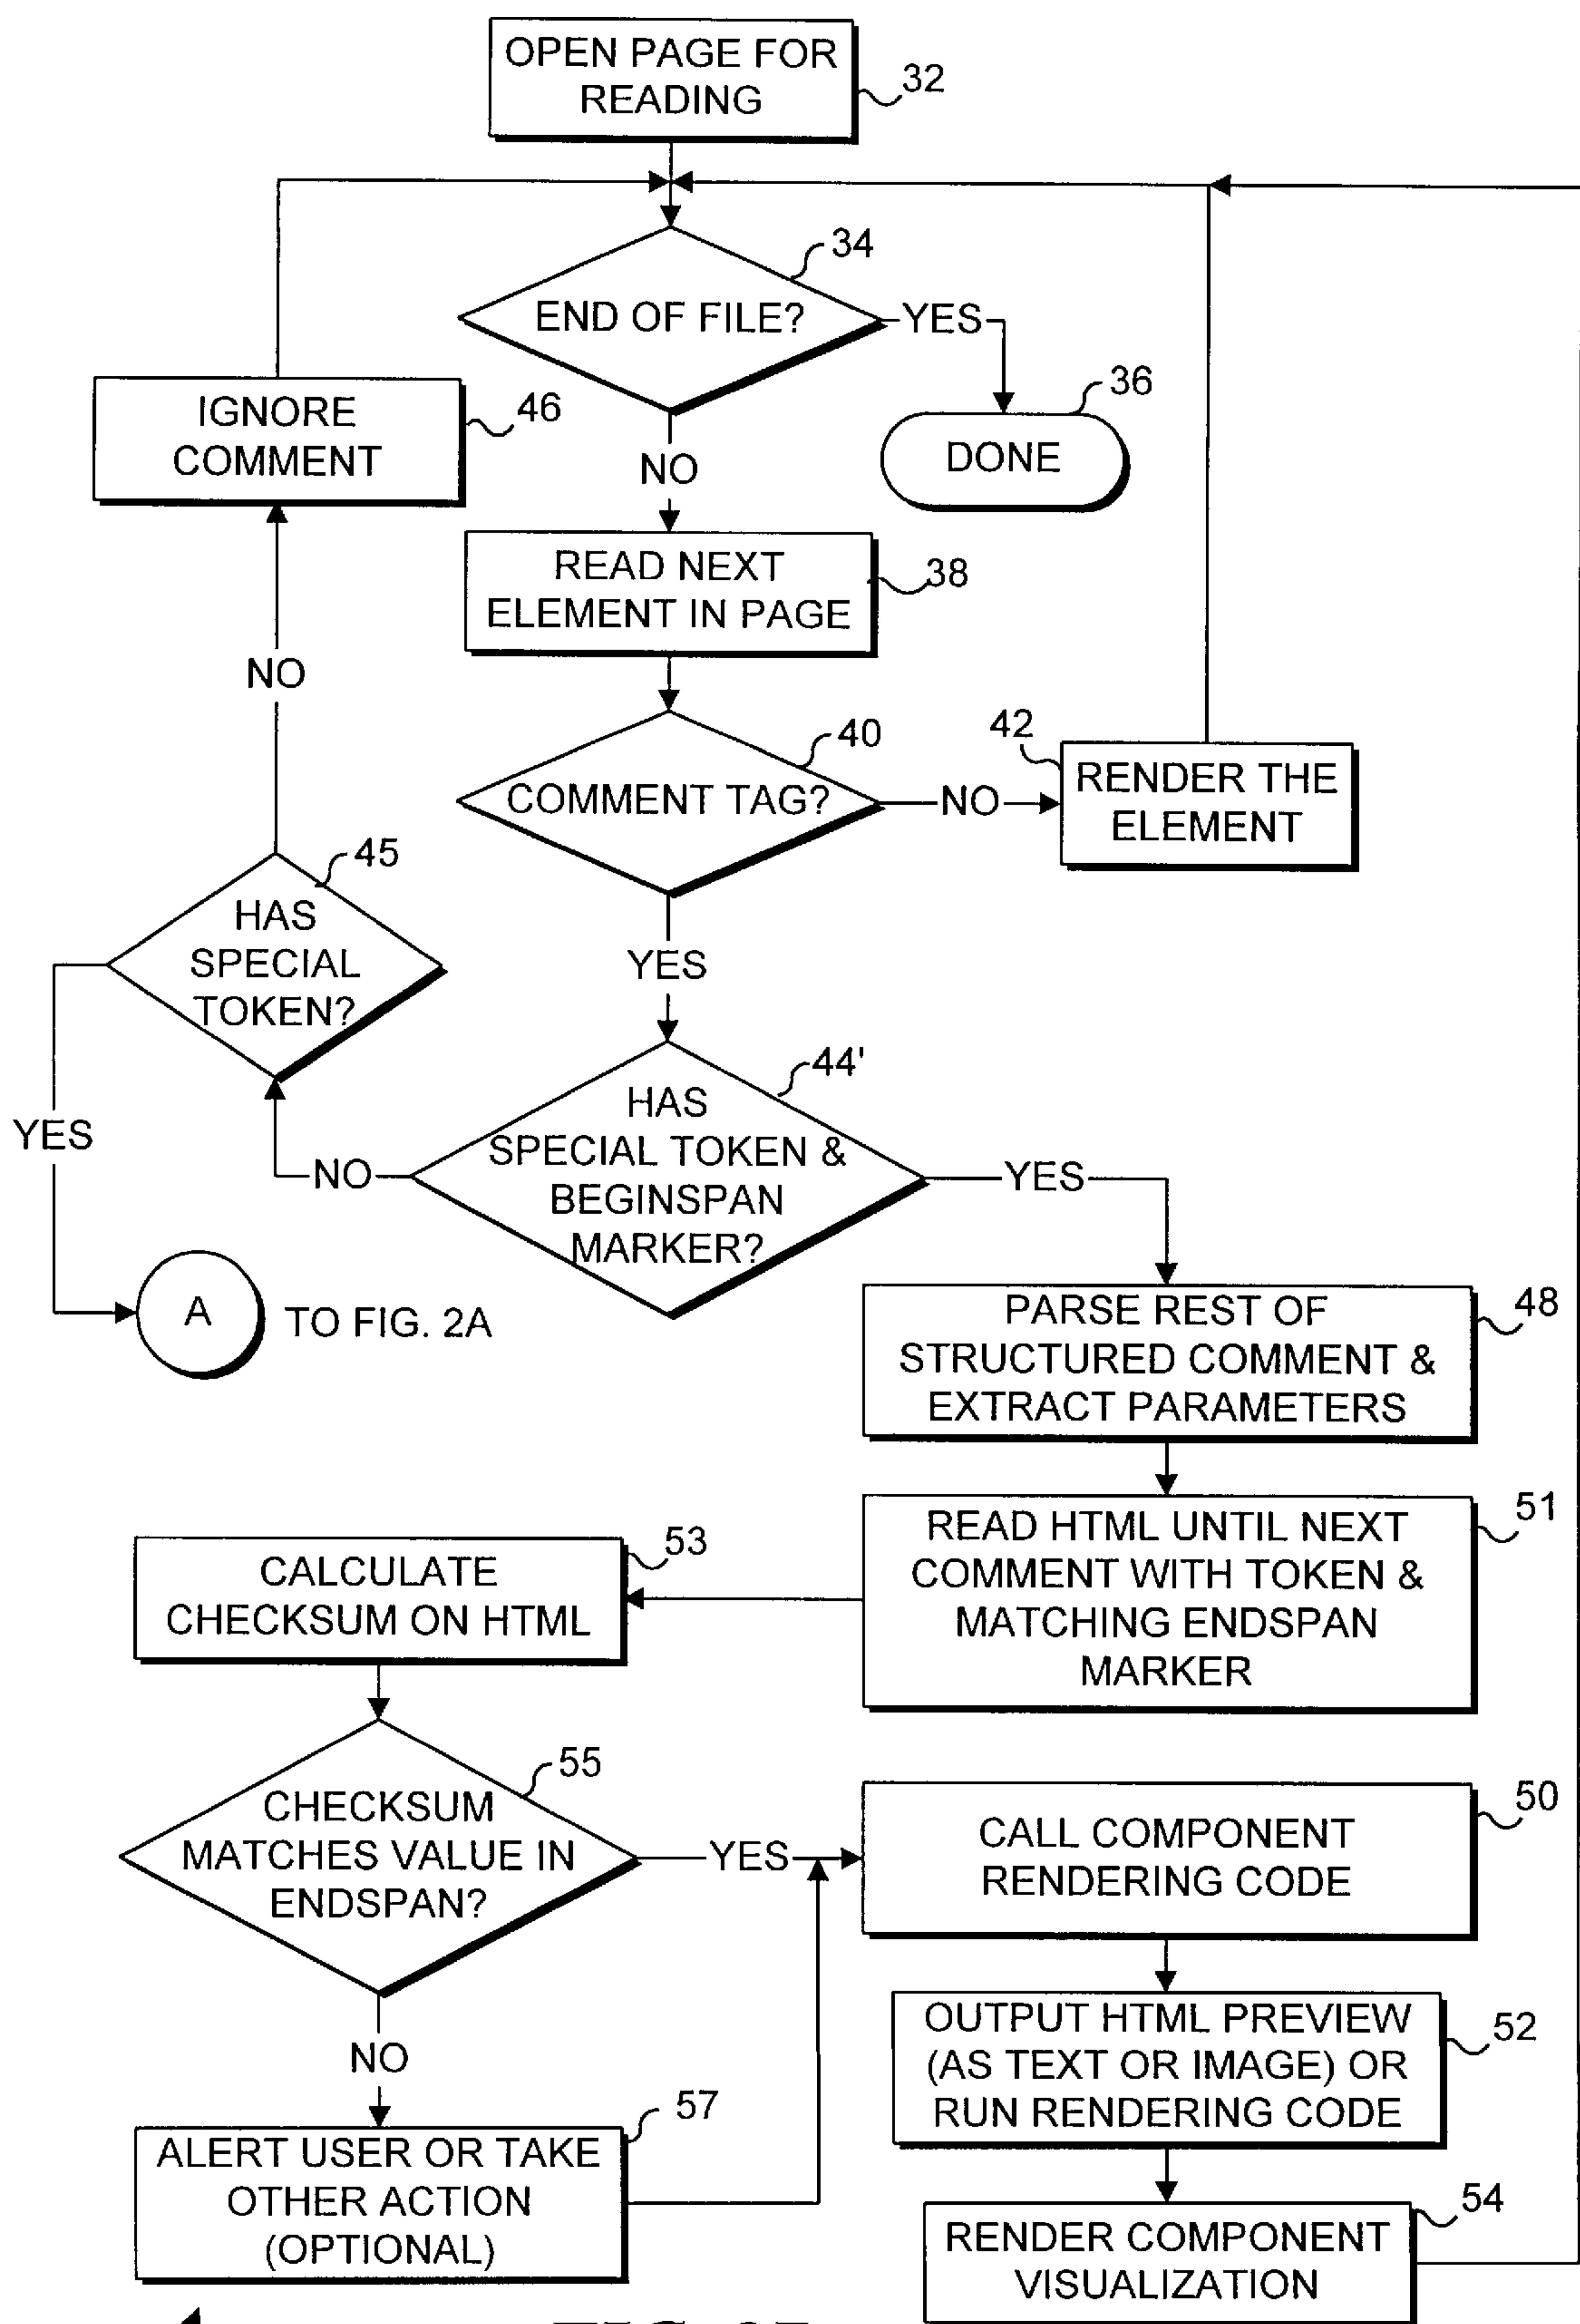 OPEN PAGE FOR
READING
32
34
END OF FILE?
YES
36
DONE
IGNORE
COMMENT
46
NO
READ NEXT
ELEMENT IN PAGE
38
NO
40
COMMENT TAG?
NO
42
RENDER THE
ELEMENT
45
HAS
SPECIAL
TOKEN?
YES
YES
44'
HAS
SPECIAL TOKEN &
BEGINSPAN
MARKER?
NO
YES
A
TO FIG. 2A
PARSE REST OF
STRUCTURED COMMENT &
EXTRACT PARAMETERS
48
READ HTML UNTIL NEXT
COMMENT WITH TOKEN &
MATCHING ENDSPAN
MARKER
51
CALCULATE
CHECKSUM ON HTML
53
55
CHECKSUM
MATCHES VALUE IN
ENDSPAN?
YES
CALL COMPONENT
RENDERING CODE
50
NO
OUTPUT HTML PREVIEW
(AS TEXT OR IMAGE) OR
RUN RENDERING CODE
52
ALERT USER OR TAKE
OTHER ACTION
(OPTIONAL)
57
RENDER COMPONENT
VISUALIZATION
54